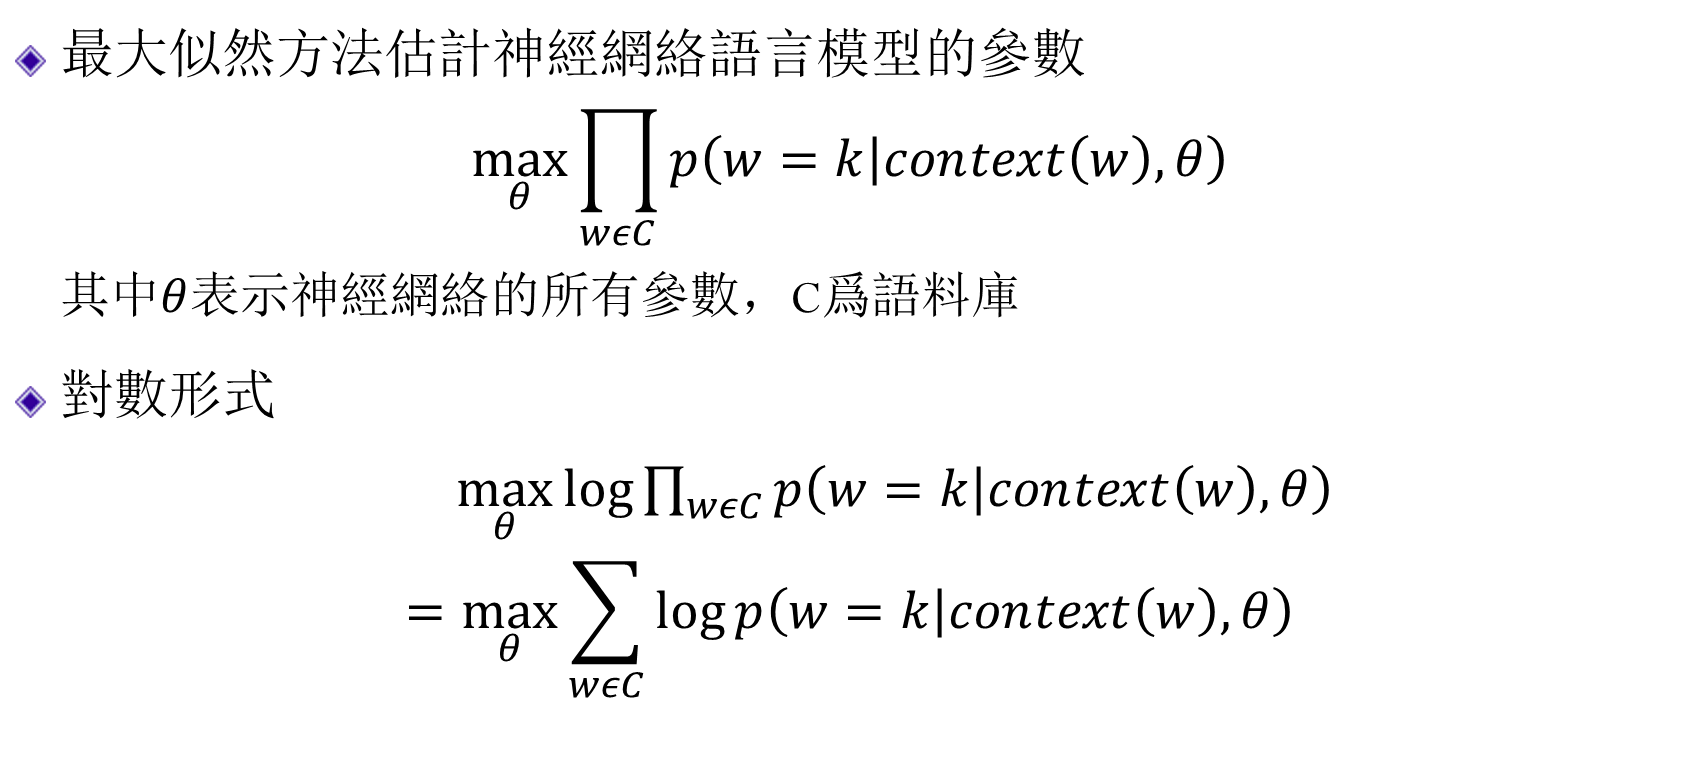 最大似然方法估計神經網絡語言模型的參數
max_θ ∏_{wϵC} p(w = k|context(w), θ)
其中θ表示神經網絡的所有參數，C爲語料庫
對數形式
max_θ log ∏_{wϵC} p(w = k|context(w), θ)
= max_θ ∑_{wϵC} log p(w = k|context(w), θ)